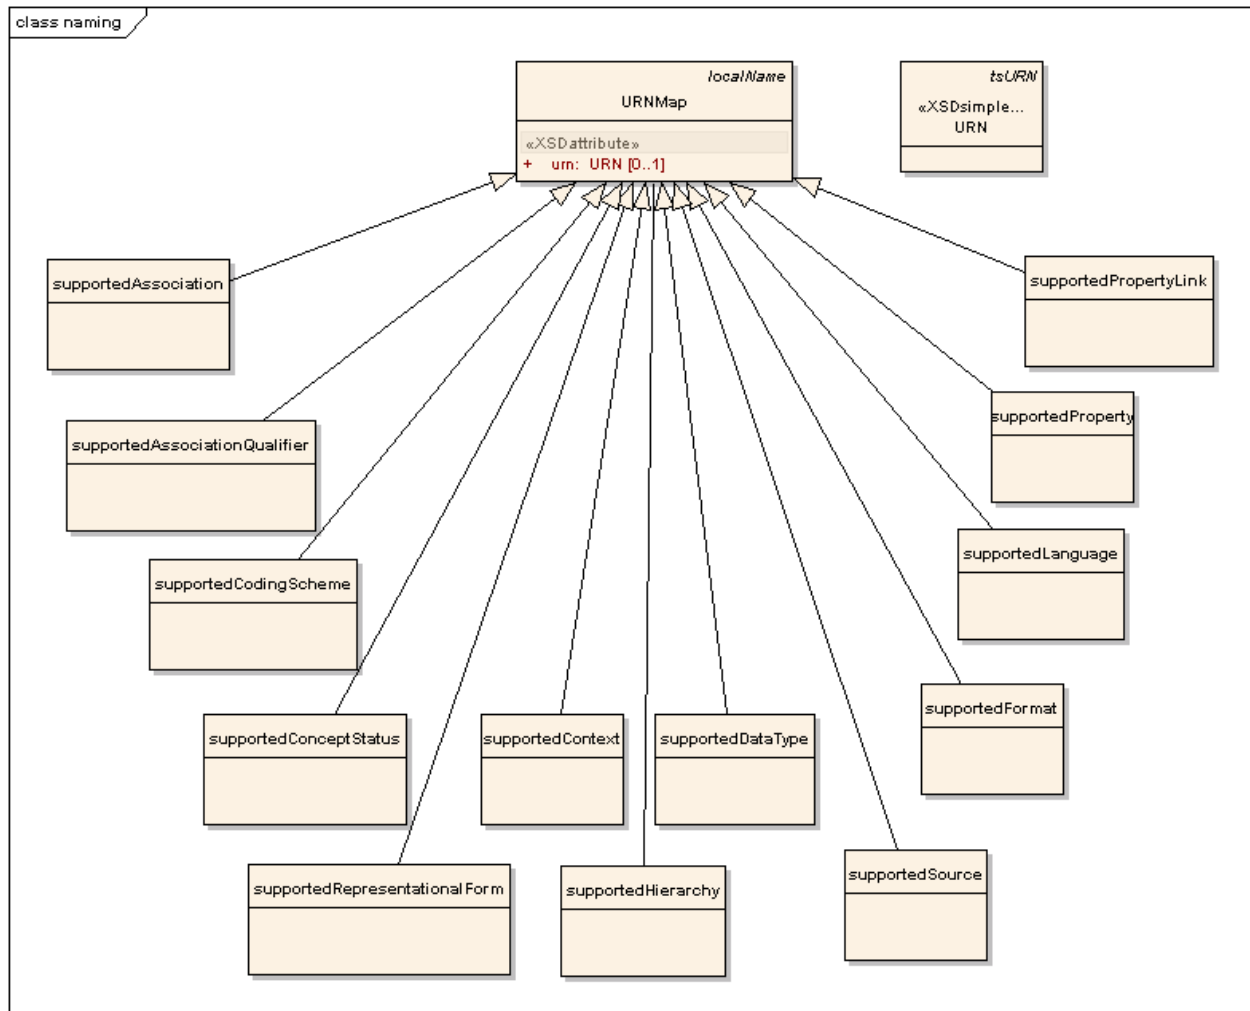 class naming
localName
URNMap
«XSDattribute»
+ urn: URN [0..1]
tsURN
«XSDsimple...
URN
supportedAssociation
supportedPropertyLink
supportedProperty
supportedAssociationQualifier
supportedLanguage
supportedCodingScheme
supportedFormat
supportedConceptStatus
supportedContext
supportedDataType
supportedSource
supportedRepresentationalForm
supportedHierarchy